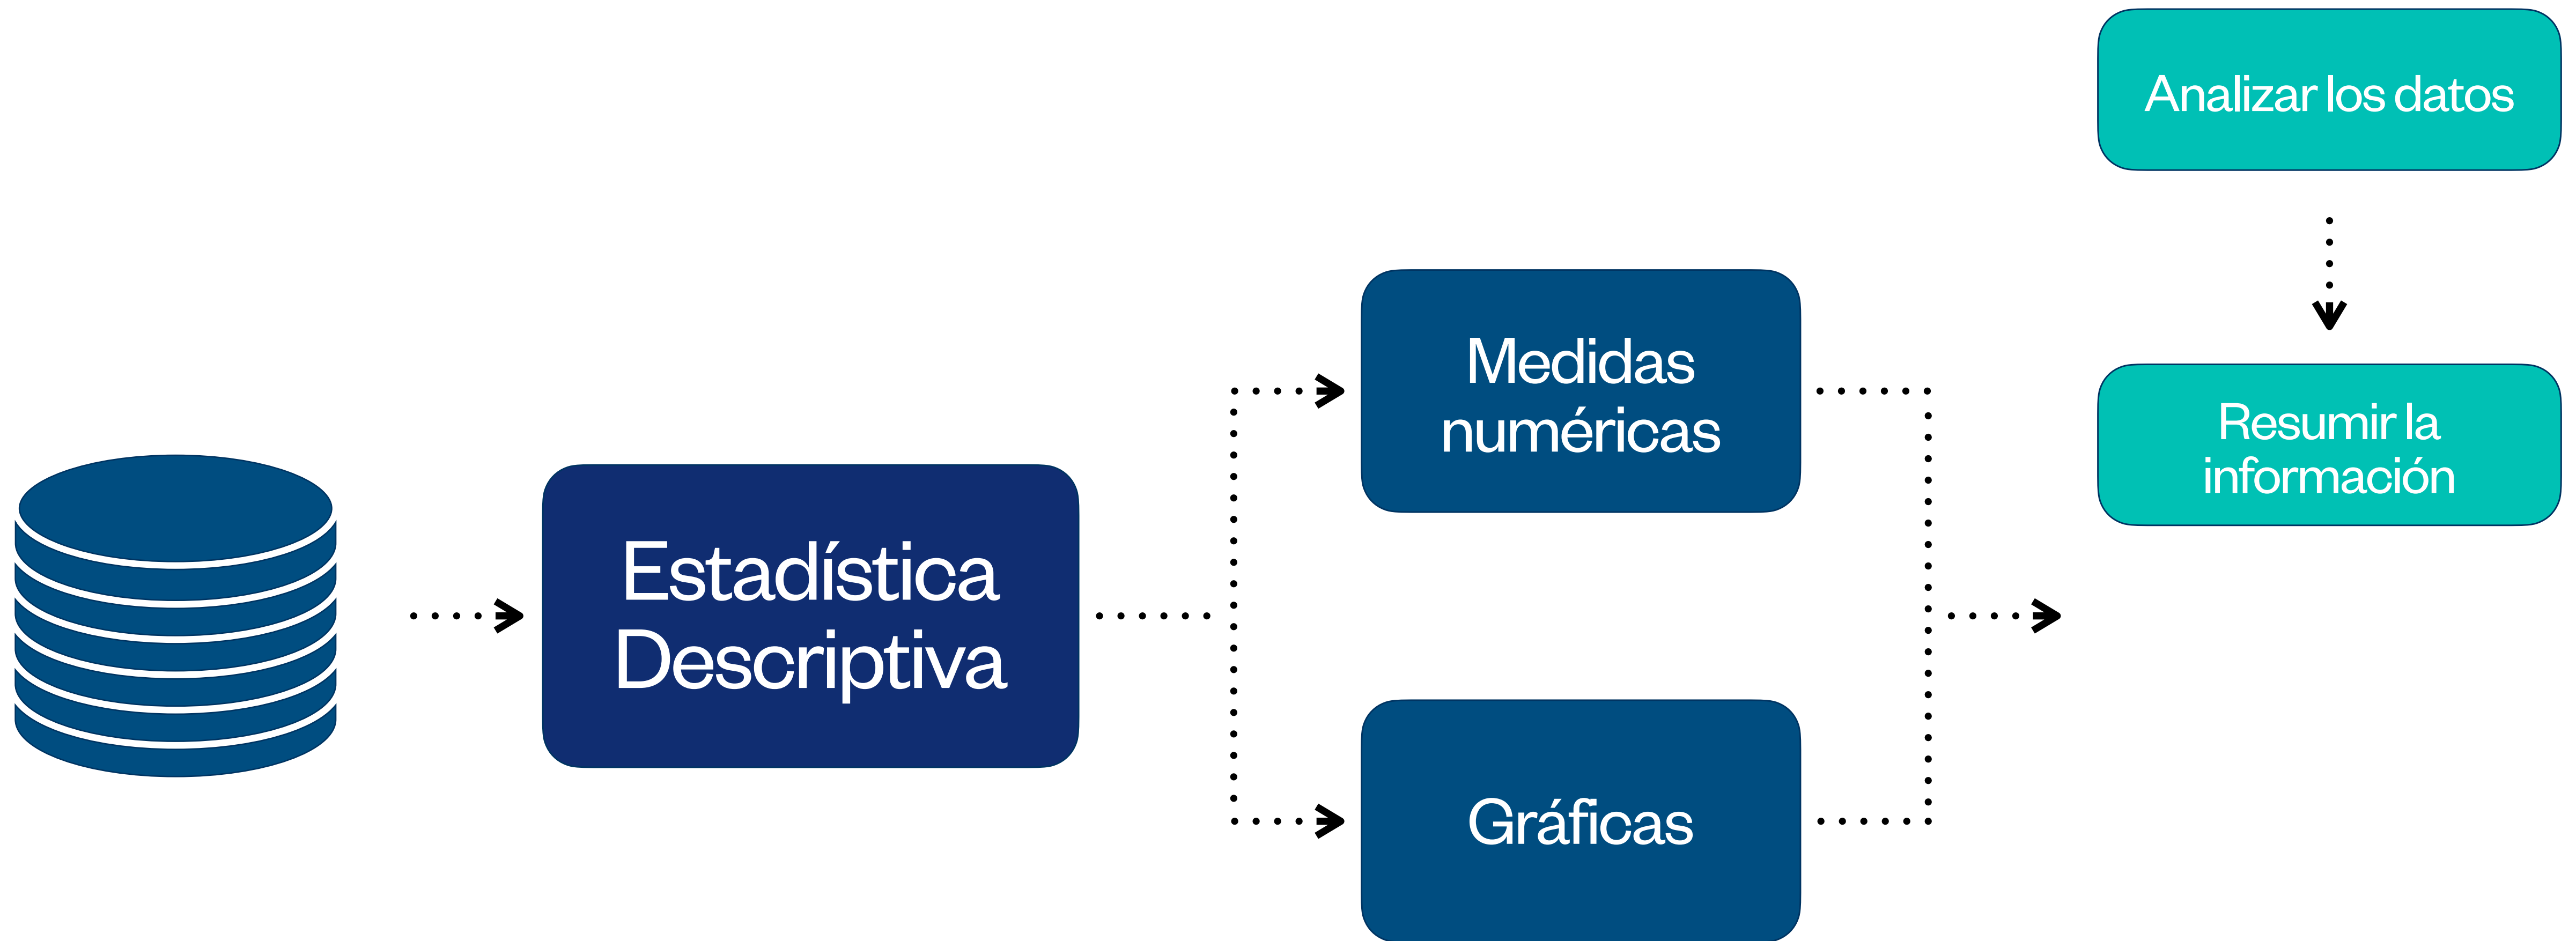 Analizar los datos
Medidas
numéricas
Resumir la
información
Estadística
Descriptiva
Gráficas